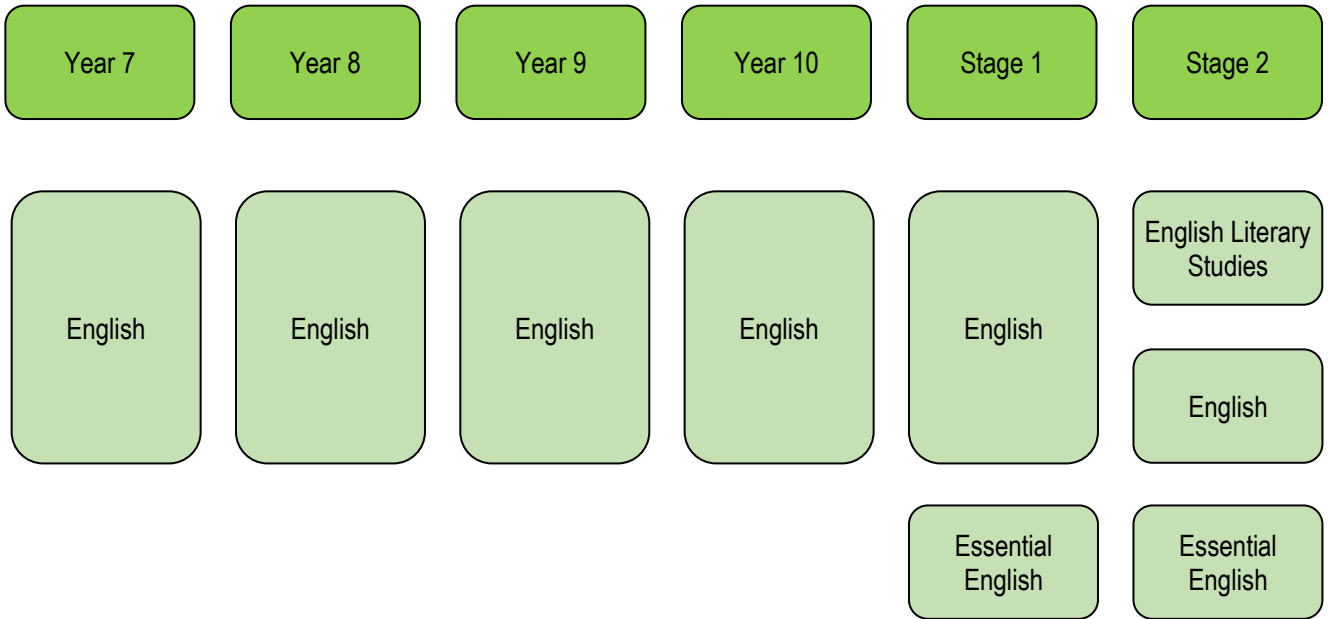 Year 7
Year 8
Year 9
Year 10
Stage 1
Stage 2
English
English
English
English
English
English Literary
Studies
English
Essential
English
Essential
English